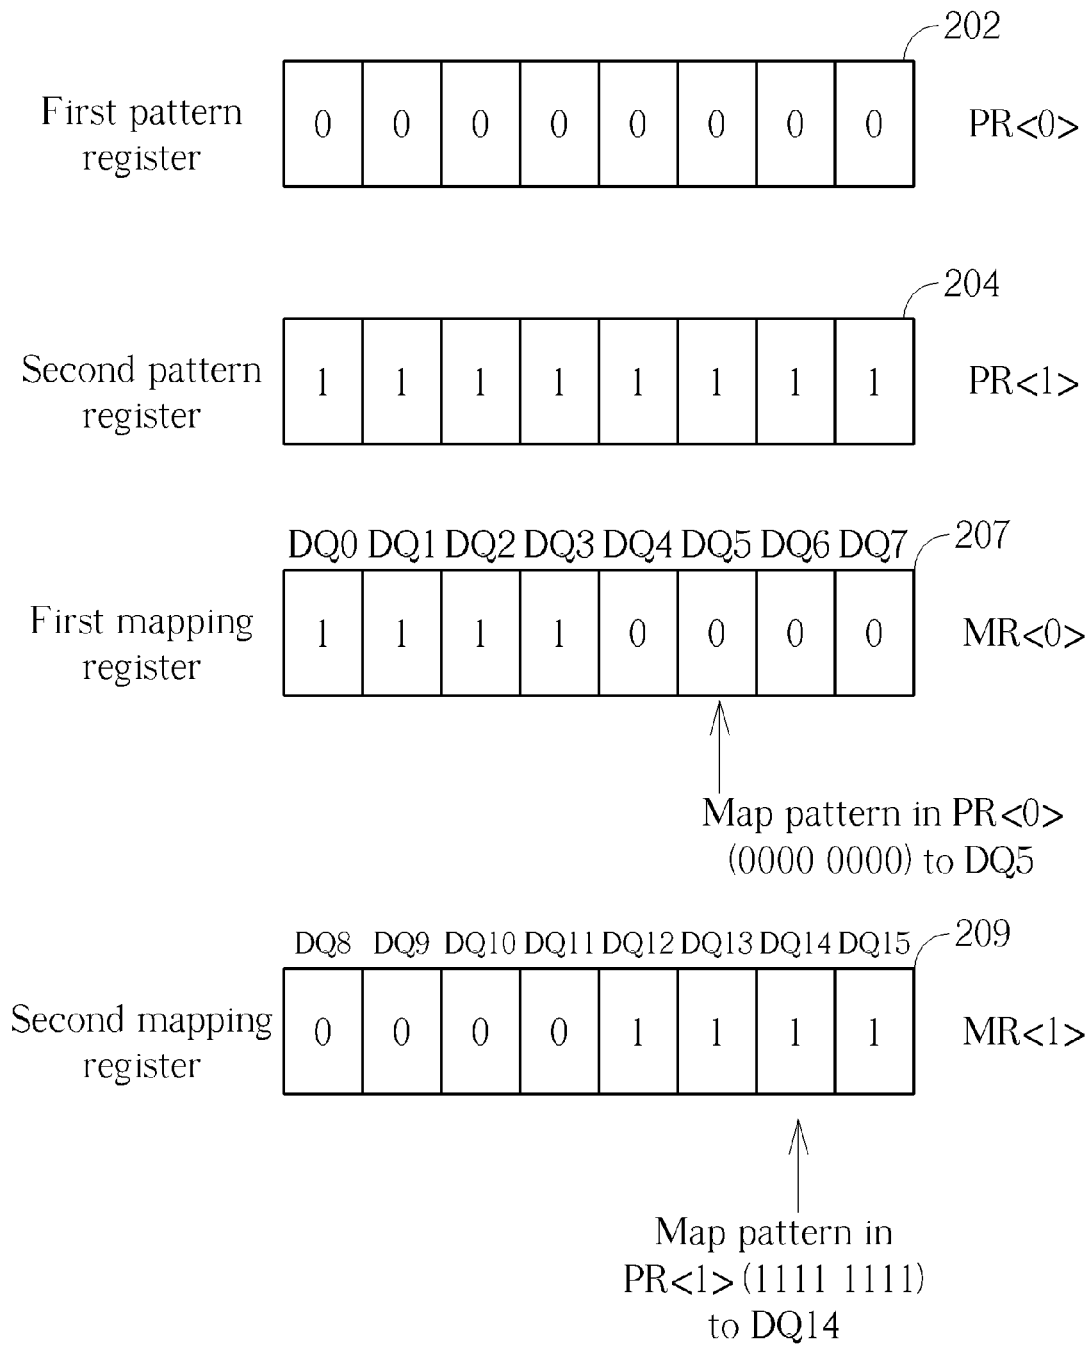 202
First pattern
register
0 0 0 0 0 0 0 0
PR<0>
204
Second pattern
register
1 1 1 1 1 1 1 1
PR<1>
DQ0 DQ1 DQ2 DQ3 DQ4 DQ5 DQ6 DQ7
207
First mapping
register
1 1 1 1 0 0 0 0
MR<0>
Map pattern in PR<0>
(0000 0000) to DQ5
DQ8 DQ9 DQ10 DQ11 DQ12 DQ13 DQ14 DQ15
209
Second mapping
register
0 0 0 0 1 1 1 1
MR<1>
Map pattern in
PR<1> (1111 1111)
to DQ14